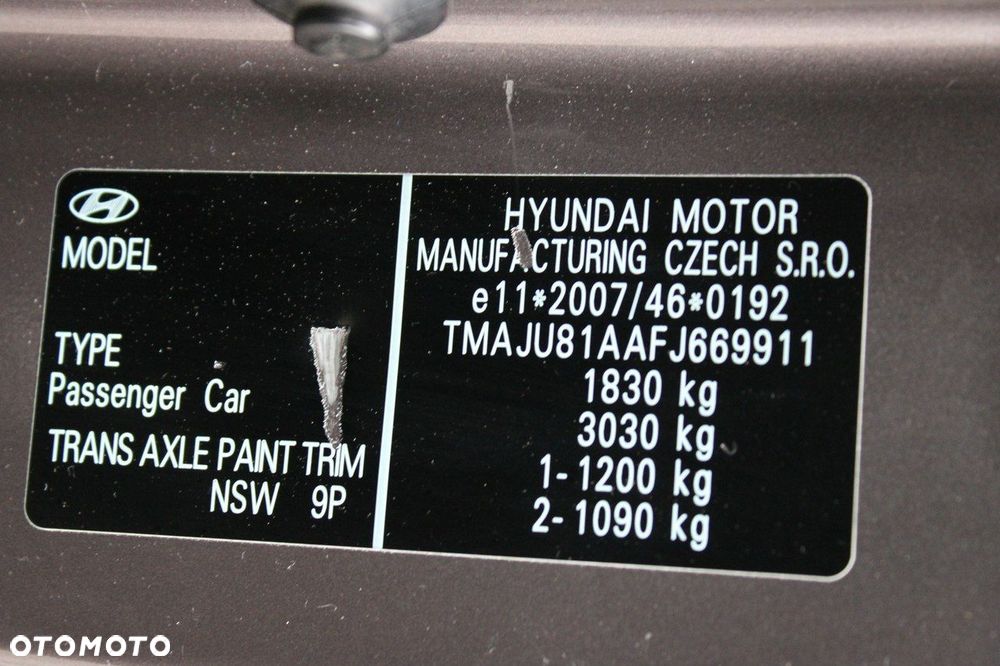 MODEL
TYPE
Passenger Car
TRANS AXLE PAINT TRIM
NSW 9P
HYUNDAI MOTOR
MANUFACTURING CZECH S.R.O.
e11*2007/46*0192
TMAJU81AAFJ669911
1830 kg
3030 kg
1-1200 kg
2-1090 kg
OTOMOTO